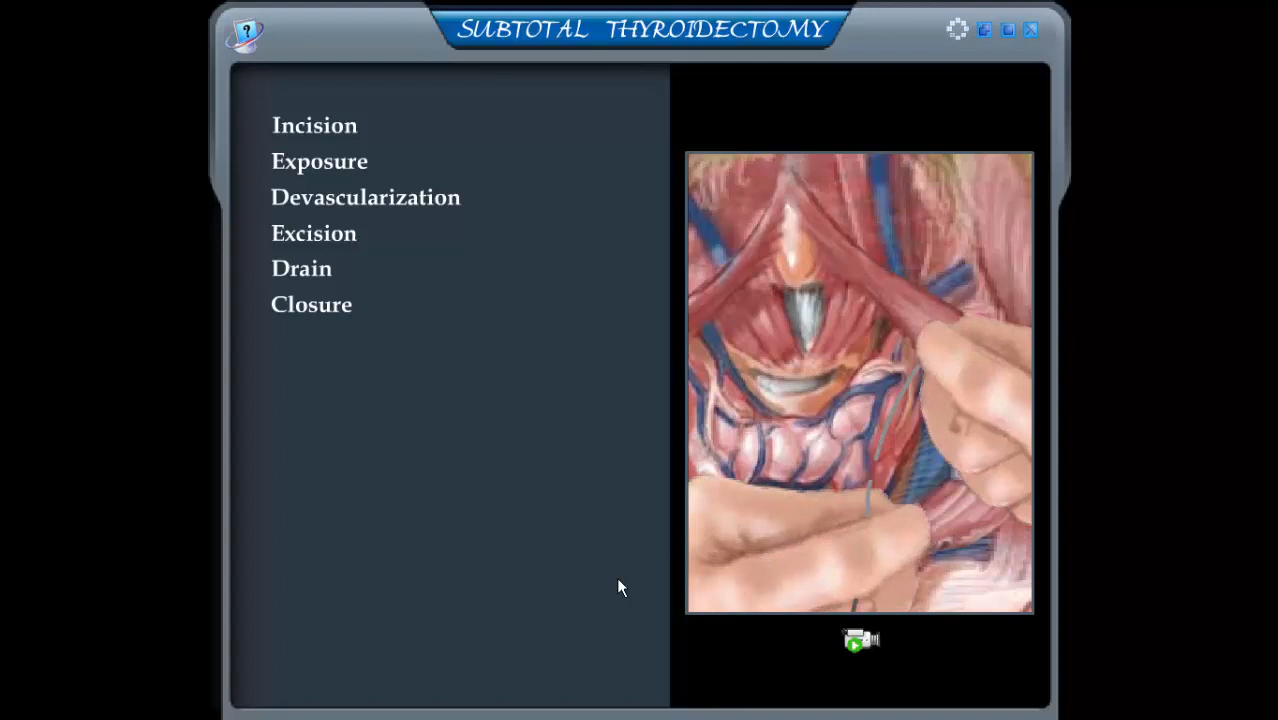 SUBTOTAL THYROIDECTOMY
Incision
Exposure
Devascularization
Excision
Drain
Closure